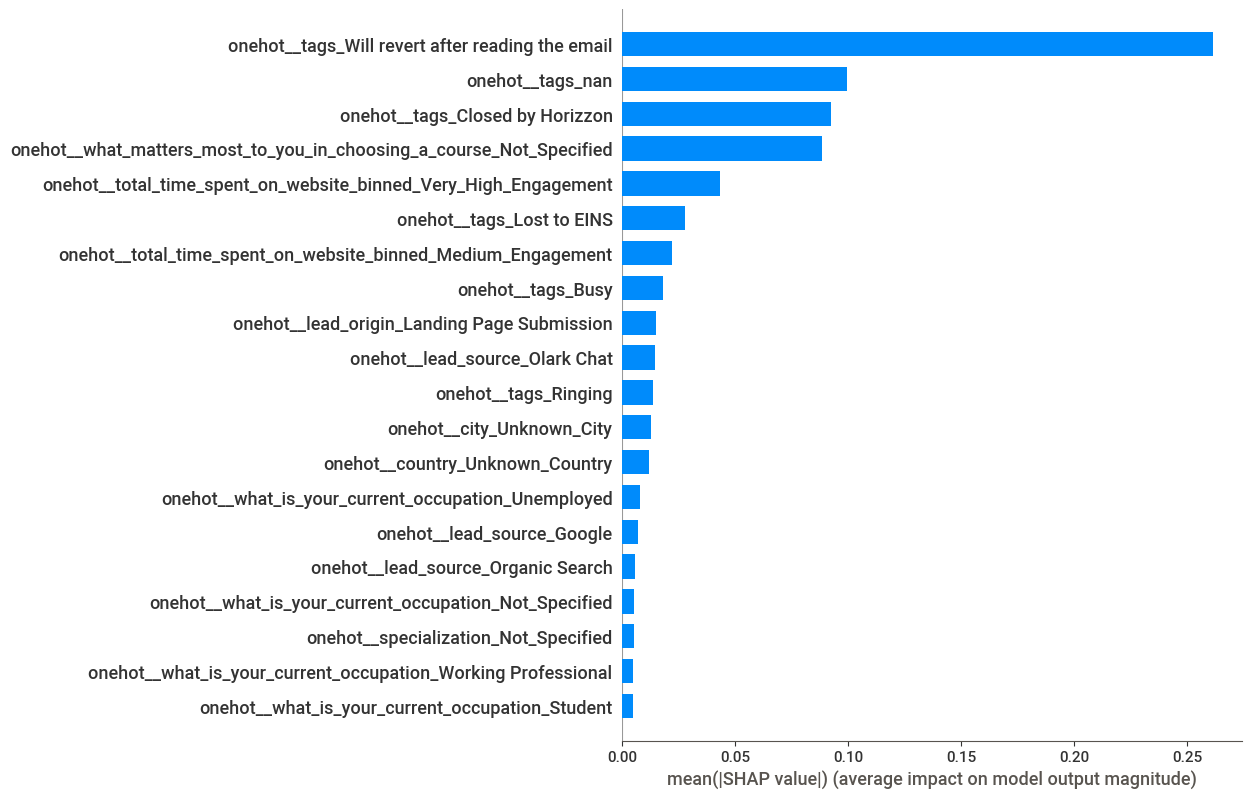 onehot__tags_Will revert after reading the email
onehot__tags_nan
onehot__tags_Closed by Horizzon
onehot__what_matters_most_to_you_in_choosing_a_course_Not_Specified
onehot__total_time_spent_on_website_binned_Very_High_Engagement
onehot__tags_Lost to EINS
onehot__total_time_spent_on_website_binned_Medium_Engagement
onehot__tags_Busy
onehot__lead_origin_Landing Page Submission
onehot__lead_source_Olark Chat
onehot__tags_Ringing
onehot__city_Unknown_City
onehot__country_Unknown_Country
onehot__what_is_your_current_occupation_Unemployed
onehot__lead_source_Google
onehot__lead_source_Organic Search
onehot__what_is_your_current_occupation_Not_Specified
onehot__specialization_Not_Specified
onehot__what_is_your_current_occupation_Working Professional
onehot__what_is_your_current_occupation_Student
0.00 0.05 0.10 0.15 0.20 0.25
mean(|SHAP value|) (average impact on model output magnitude)